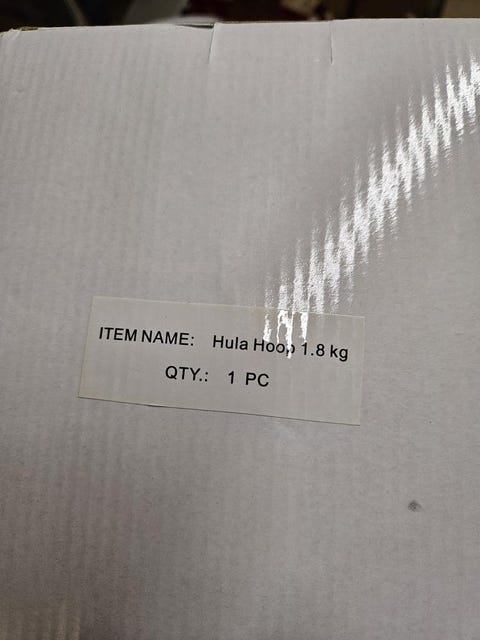 ITEM NAME: Hula Hoop 1.8 kg
QTY.: 1 PC